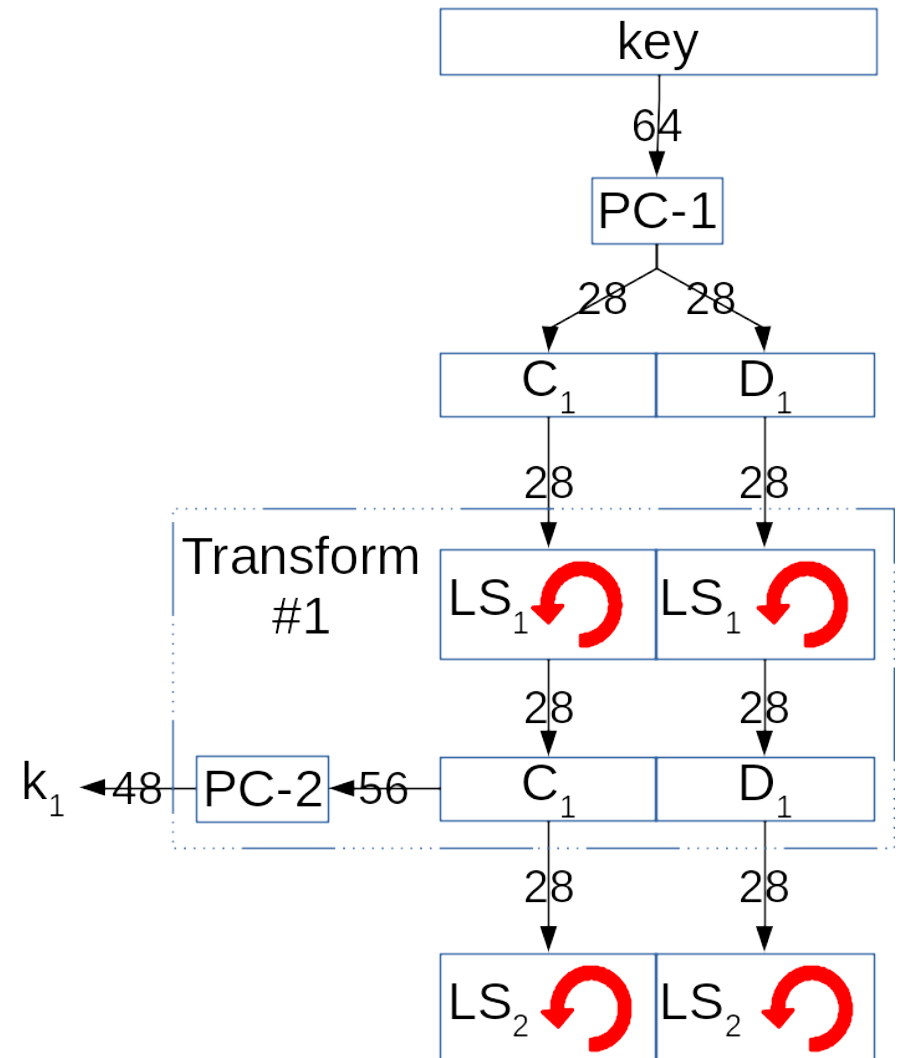 key
64
PC-1
28 28
C1 D1
28 28
Transform
#1
LS1 LS1
28 28
k1 48 PC-2 56 C1 D1
28 28
LS2 LS2